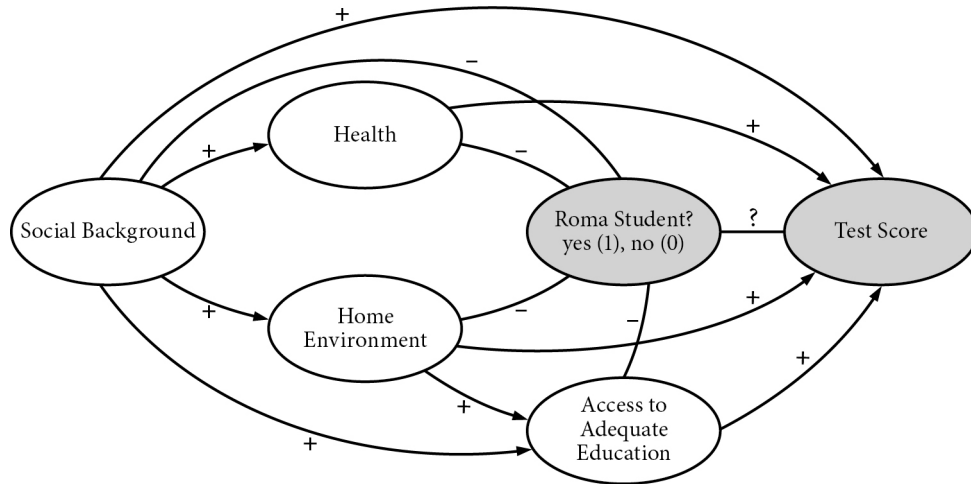 +
–
Health
+
+
–
Social Background
Roma Student?
yes (1), no (0)
?
Test Score
+
Home
Environment
–
+
–
+
+
Access to
Adequate
Education
+